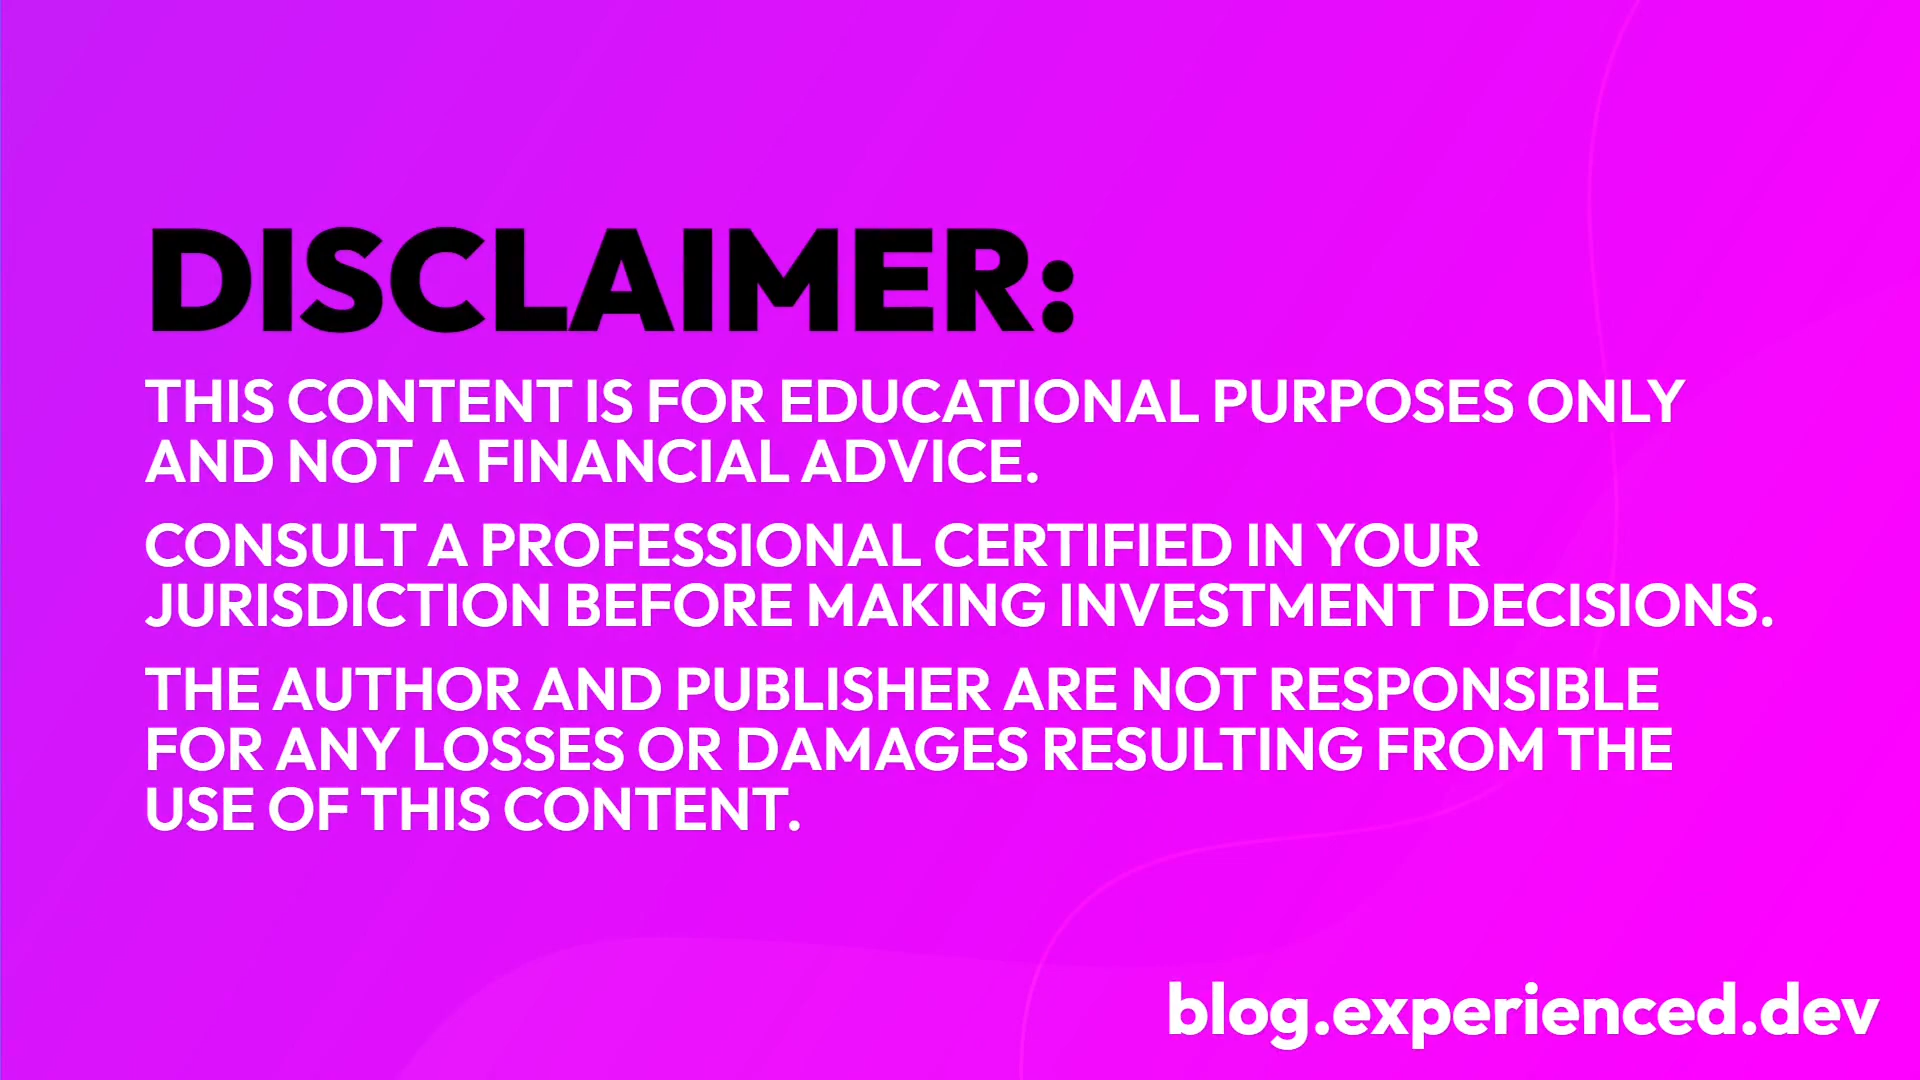 DISCLAIMER:
THIS CONTENT IS FOR EDUCATIONAL PURPOSES ONLY
AND NOT A FINANCIAL ADVICE.
CONSULT A PROFESSIONAL CERTIFIED IN YOUR
JURISDICTION BEFORE MAKING INVESTMENT DECISIONS.
THE AUTHOR AND PUBLISHER ARE NOT RESPONSIBLE
FOR ANY LOSSES OR DAMAGES RESULTING FROM THE
USE OF THIS CONTENT.
blog.experienced.dev